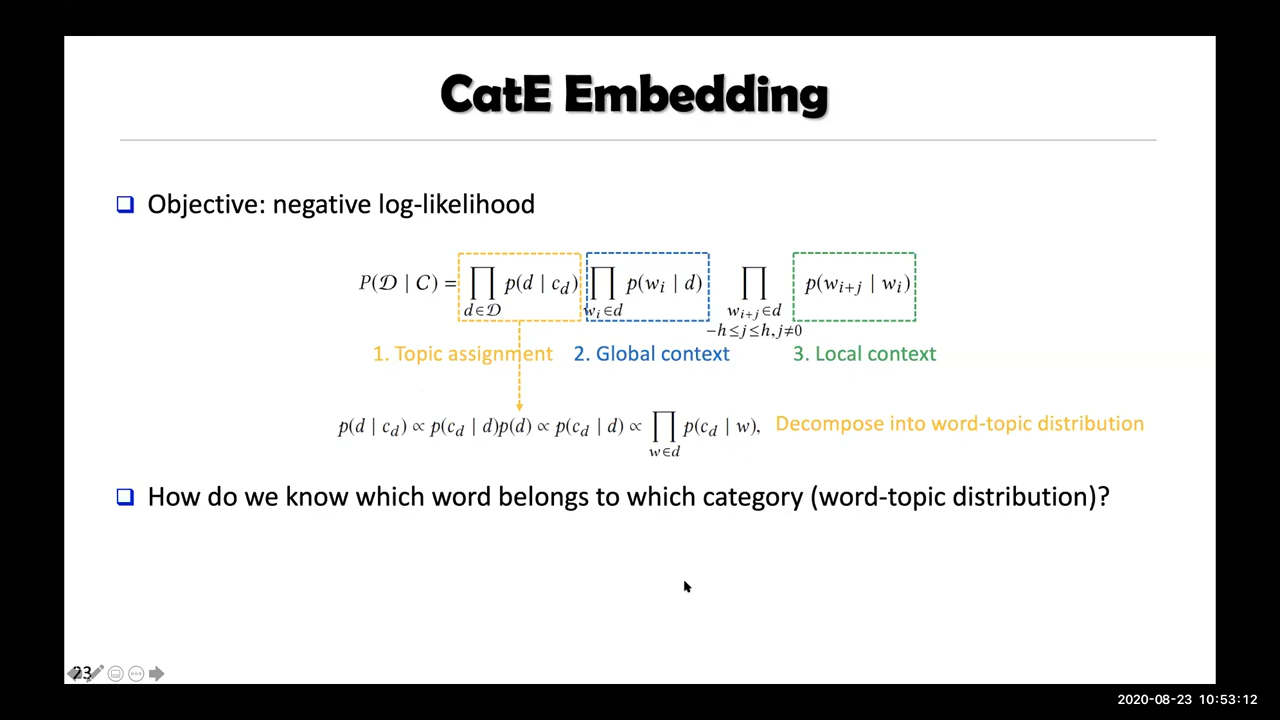 CatE Embedding
Objective: negative log-likelihood
P(𝒟 | C) = ∏_{d∈𝒟} p(d | c_d) ∏_{w_i∈d} p(w_i | d) ∏_{w_{i+j}∈d, −h≤j≤h, j≠0} p(w_{i+j} | w_i)
1. Topic assignment 2. Global context 3. Local context
p(d | c_d) ∝ p(c_d | d)p(d) ∝ p(c_d | d) ∝ ∏_{w∈d} p(c_d | w), Decompose into word-topic distribution
How do we know which word belongs to which category (word-topic distribution)?
23
2020-08-23 10:53:12